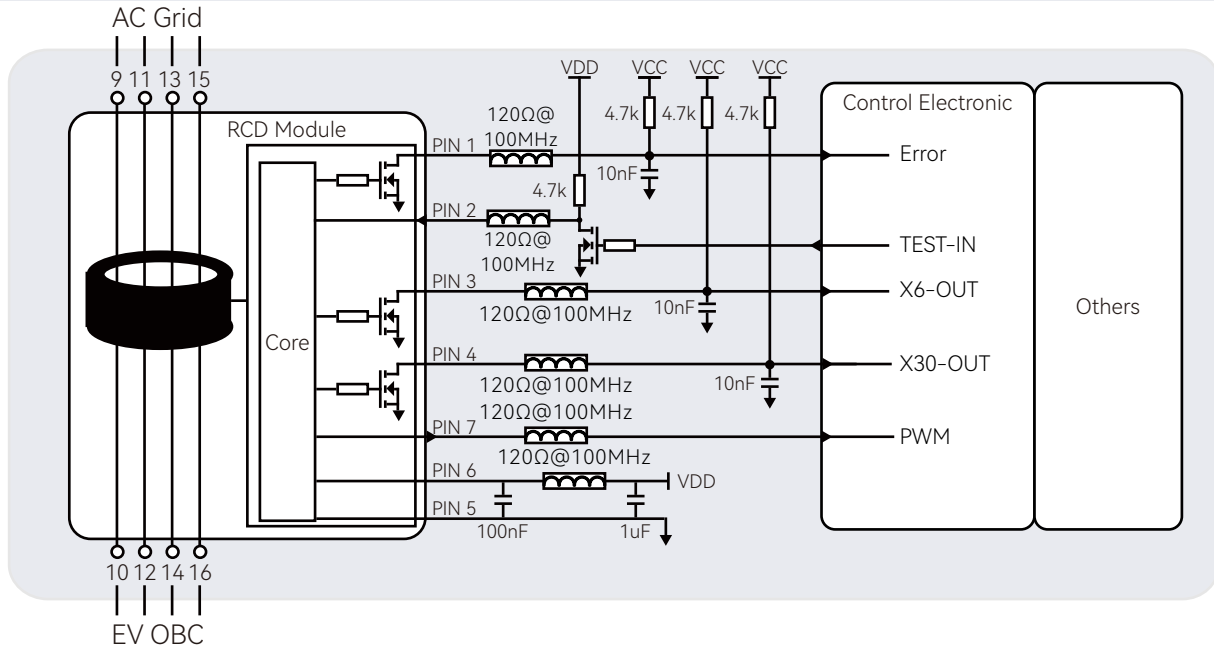 AC Grid
9 11 13 15
RCD Module
Core
PIN 1
120Ω@
100MHz
VDD
VCC
VCC
VCC
4.7k
4.7k
4.7k
10nF
4.7k
PIN 2
120Ω@
100MHz
PIN 3
120Ω@100MHz
10nF
PIN 4
120Ω@100MHz
10nF
120Ω@100MHz
PIN 7
120Ω@100MHz
PIN 6
VDD
PIN 5
100nF
1uF
Control Electronic
Error
TEST-IN
X6-OUT
X30-OUT
PWM
Others
10 12 14 16
EV OBC